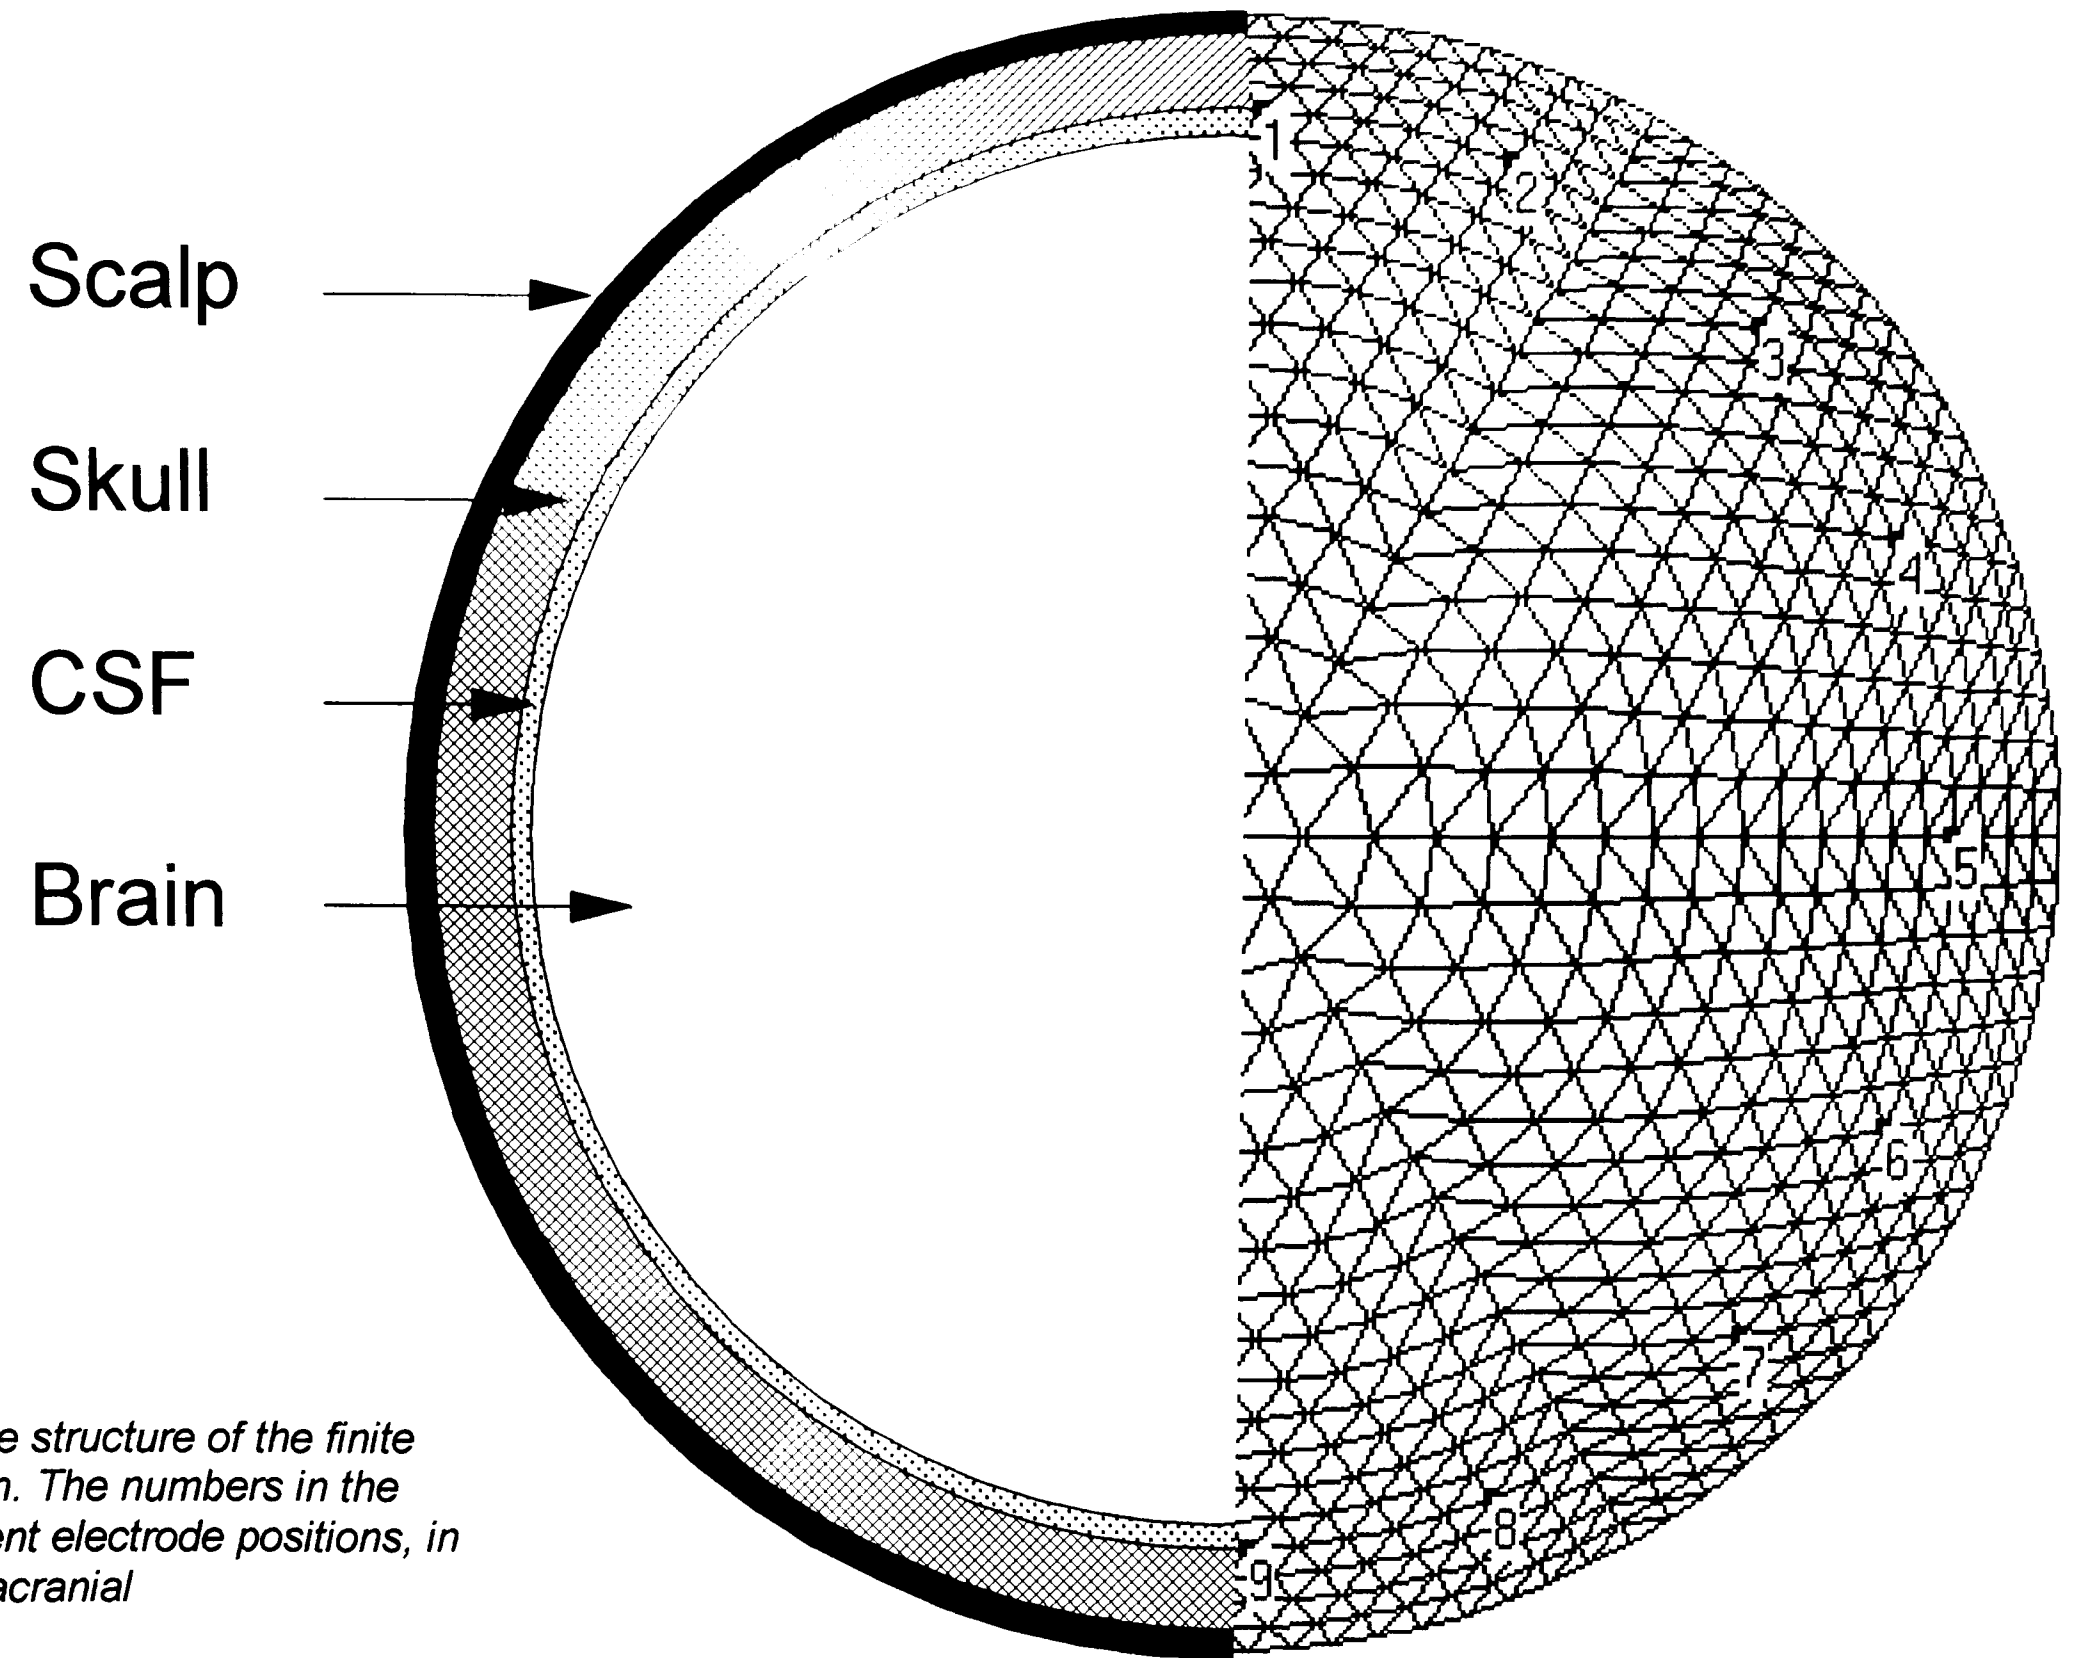 Scalp
Skull
CSF
Brain
1
2
3
4
5
6
7
8
9
e structure of the finite
The numbers in the
ent electrode positions, in
acranial